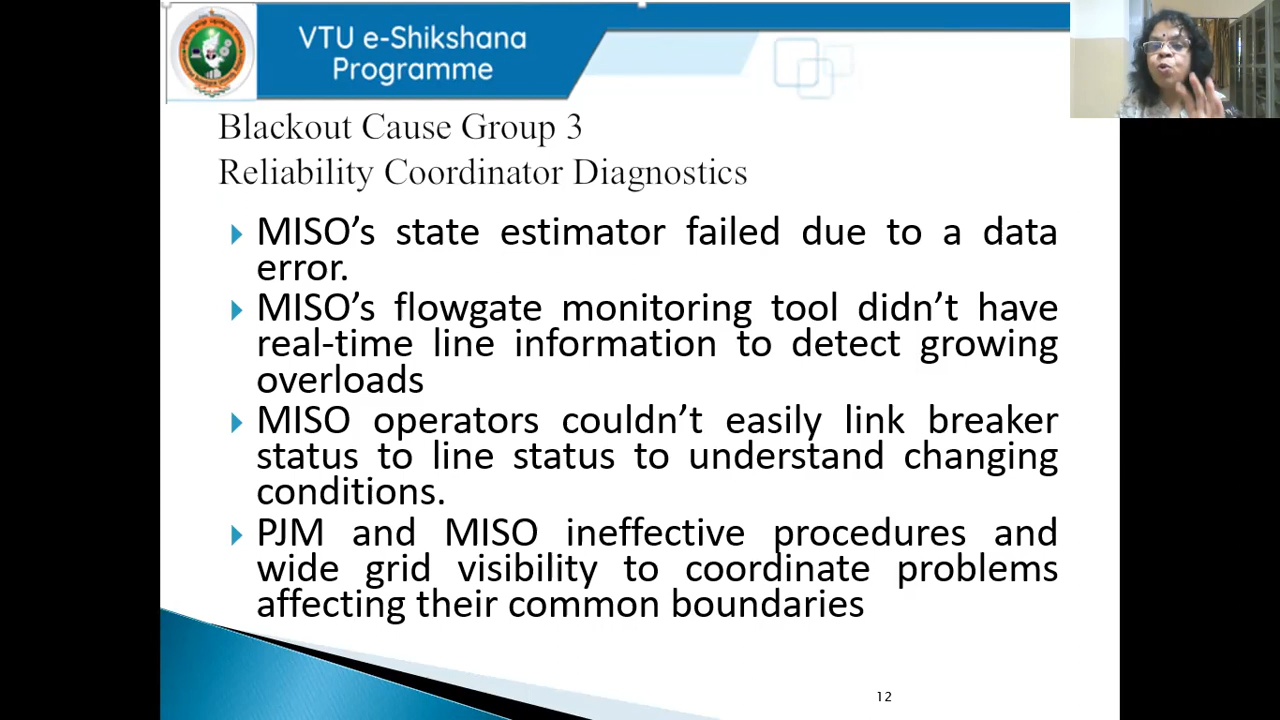 VTU e-Shikshana
Programme
Blackout Cause Group 3
Reliability Coordinator Diagnostics
MISO’s state estimator failed due to a data
error.
MISO’s flowgate monitoring tool didn’t have
real-time line information to detect growing
overloads
MISO operators couldn’t easily link breaker
status to line status to understand changing
conditions.
PJM and MISO ineffective procedures and
wide grid visibility to coordinate problems
affecting their common boundaries
12